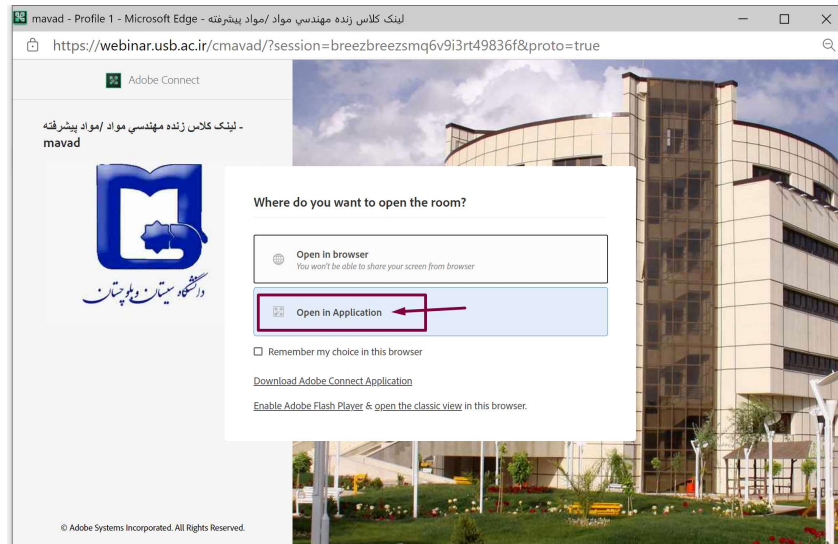 mavad - Profile 1 - Microsoft Edge - لینک کلاس زنده مهندسي مواد /مواد پیشرفته
https://webinar.usb.ac.ir/cmavad/?session=breezbreezsmq6v9i3rt49836f&proto=true
Adobe Connect
لینک کلاس زنده مهندسي مواد /مواد پیشرفته -
mavad
دانشگاه سیستان و بلوچستان
Where do you want to open the room?
Open in browser
You won't be able to share your screen from browser
Open in Application
Remember my choice in this browser
Download Adobe Connect Application
Enable Adobe Flash Player & open the classic view in this browser.
© Adobe Systems Incorporated. All Rights Reserved.